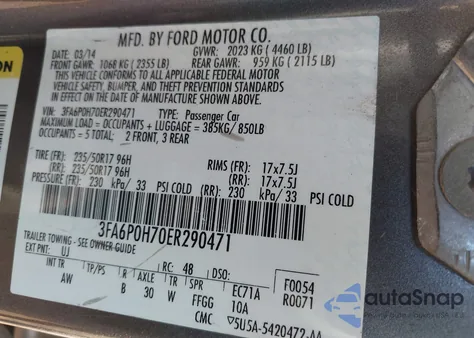 MFD. BY FORD MOTOR CO.
DATE: 03/14 GVWR: 2023 KG ( 4460 LB)
FRONT GAWR: 1068 KG ( 2355 LB) REAR GAWR: 959 KG ( 2115 LB)
THIS VEHICLE CONFORMS TO ALL APPLICABLE FEDERAL MOTOR
VEHICLE SAFETY, BUMPER, AND THEFT PREVENTION STANDARDS
IN EFFECT ON THE DATE OF MANUFACTURE SHOWN ABOVE.
VIN: 3FA6P0H70ER290471 TYPE: Passenger Car
MAXIMUM LOAD = OCCUPANTS + LUGGAGE = 385KG/ 850LB
OCCUPANTS = 5 TOTAL: 2 FRONT, 3 REAR
TIRE (FR): 235/50R17 96H RIMS (FR): 17x7.5J
(RR): 235/50R17 96H (RR): 17x7.5J
PRESSURE (FR): 230 kPa/ 33 PSI COLD (RR): 230 kPa/ 33 PSI COLD
3FA6P0H70ER290471
TRAILER TOWING - SEE OWNER GUIDE
EXT PNT: UJ RC: 48 DSO: F0054
INT TR TP/PS R AXLE TR SPR EC71A R0071
AW B 30 W FFGG 10A
CMC 5U5A-5420472-AA
autoSnap